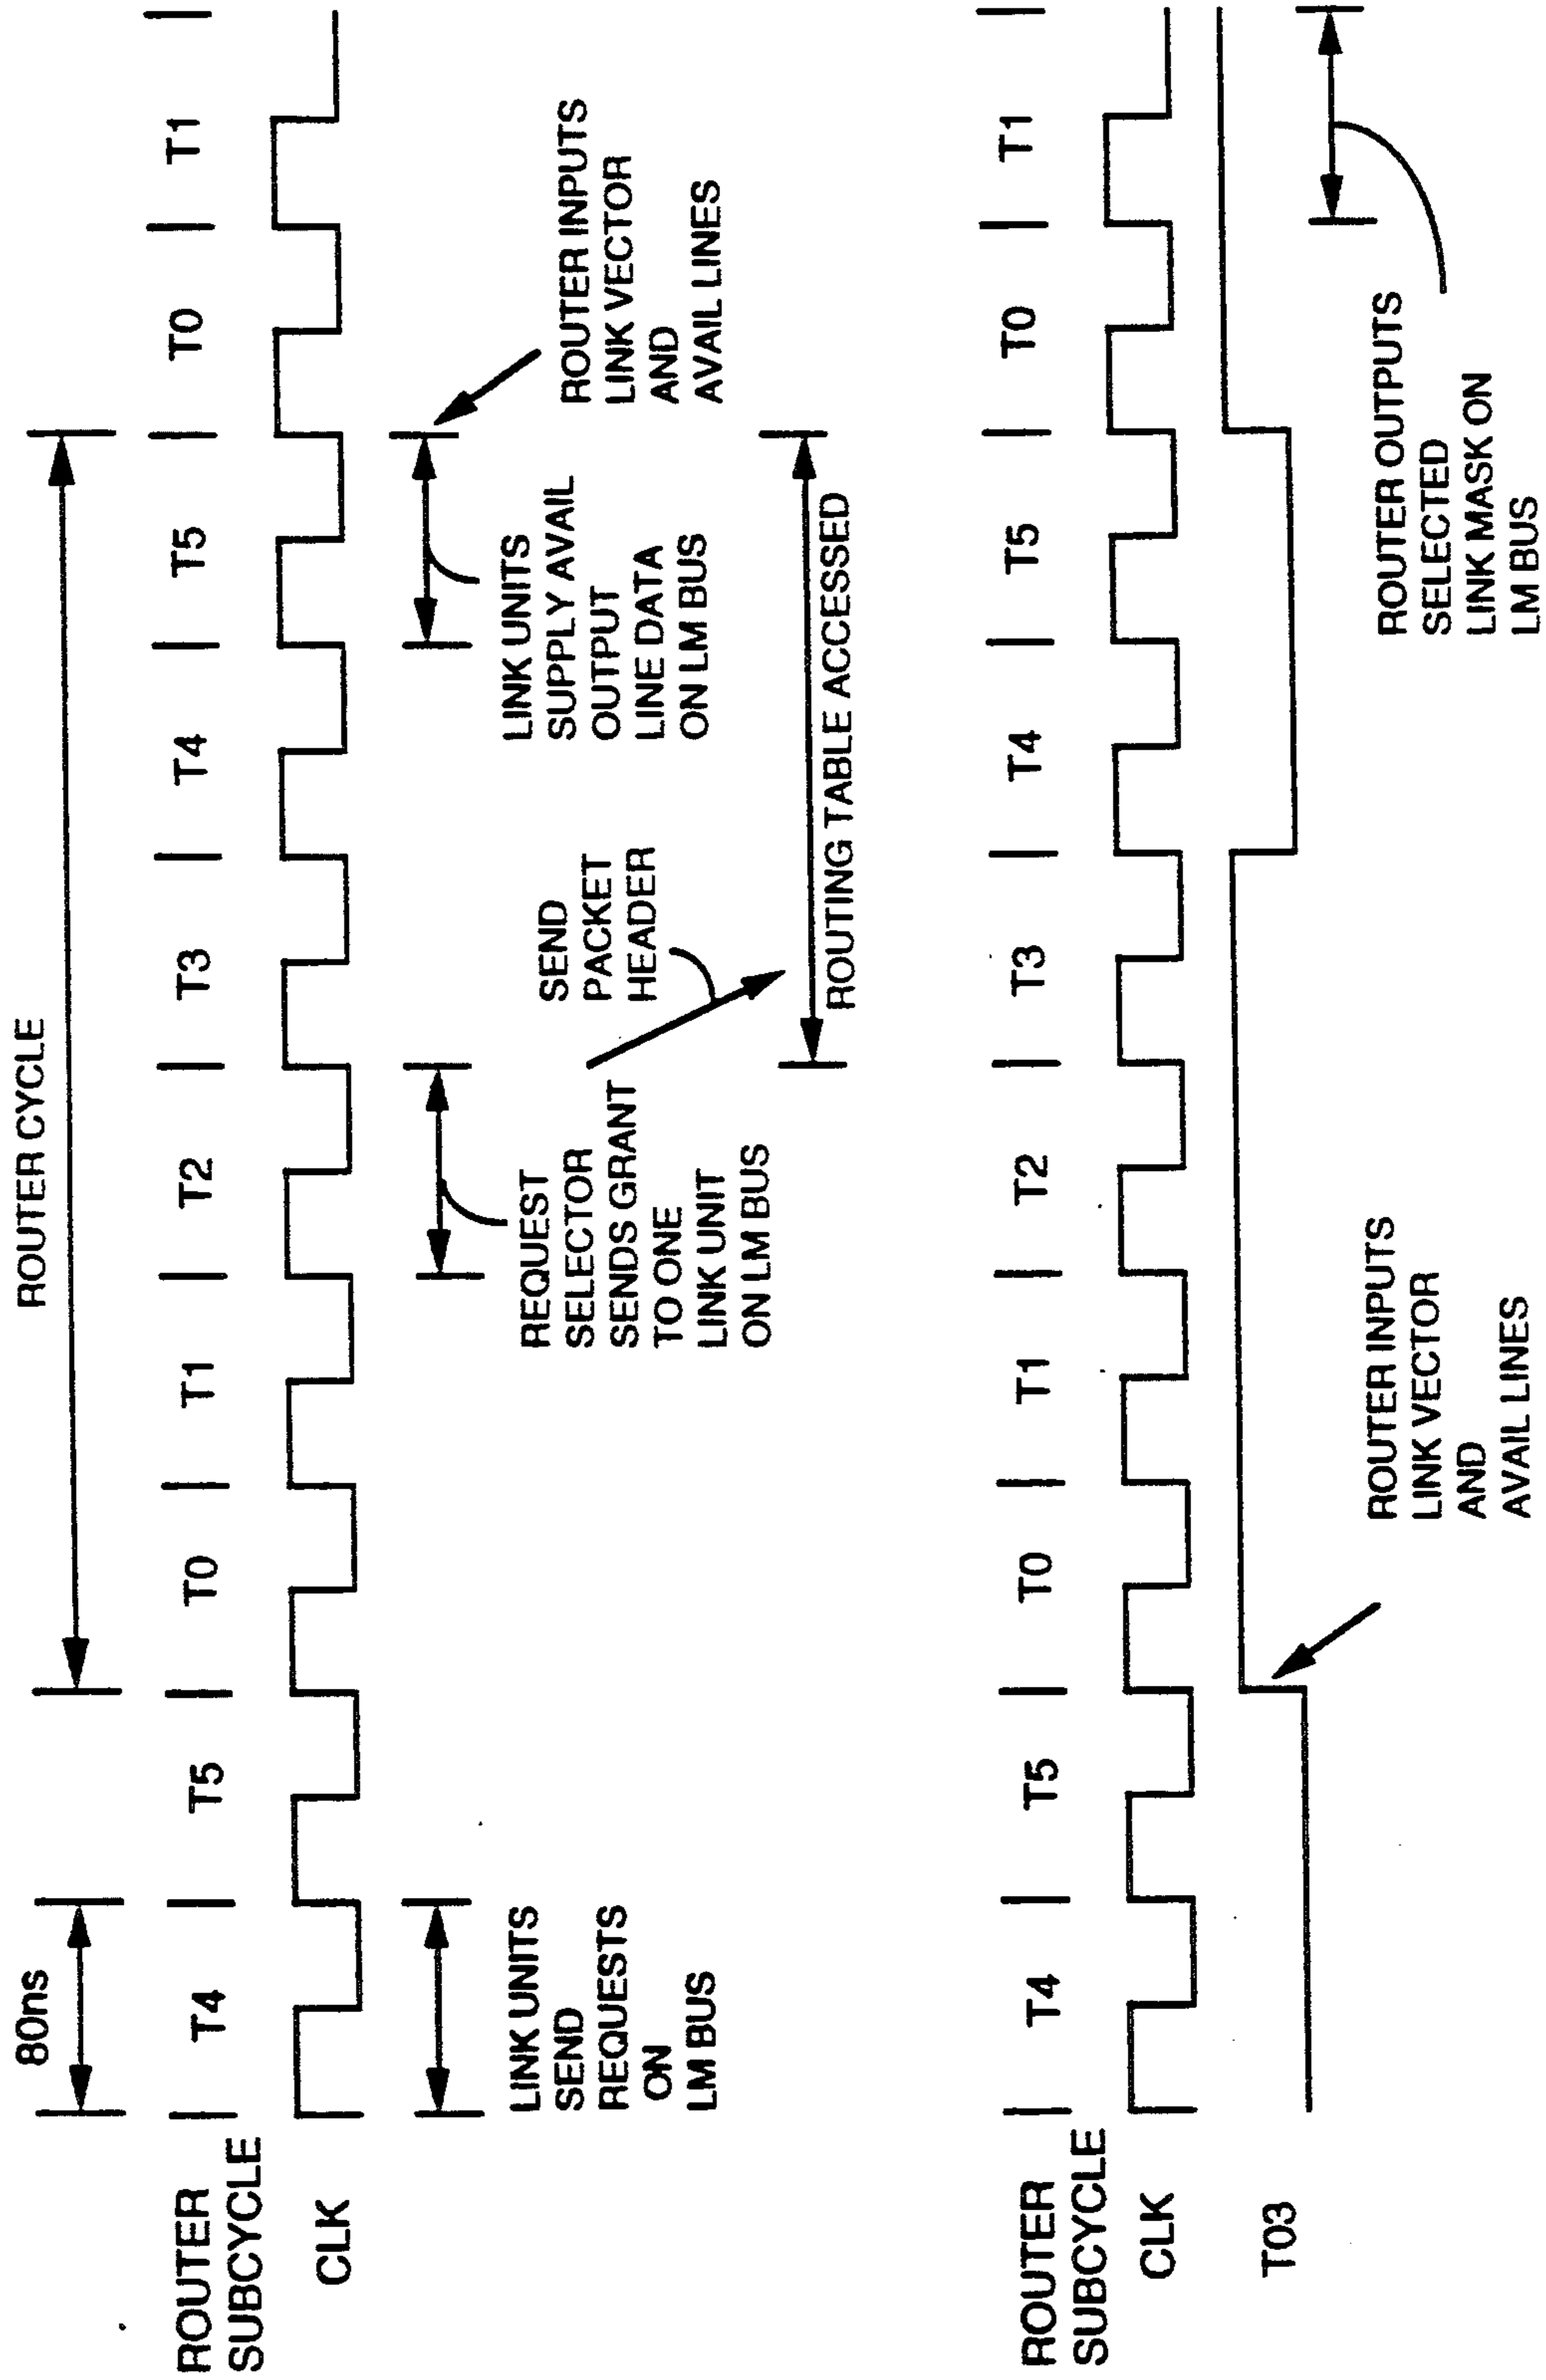 80ns
ROUTER CYCLE
ROUTER
SUBCYCLE
T4 T5 T0 T1 T2 T3 T4 T5 T0 T1
CLK
LINK UNITS
SEND
REQUESTS
ON
LM BUS
REQUEST
SELECTOR
SENDS GRANT
TO ONE
LINK UNIT
ON LM BUS
SEND
PACKET
HEADER
LINK UNITS
SUPPLY AVAIL
OUTPUT
LINE DATA
ON LM BUS
ROUTER INPUTS
LINK VECTOR
AND
AVAIL LINES
ROUTING TABLE ACCESSED
ROUTER
SUBCYCLE
T4 T5 T0 T1 T2 T3 T4 T5 T0 T1
CLK
T03
ROUTER INPUTS
LINK VECTOR
AND
AVAIL LINES
ROUTER OUTPUTS
SELECTED
LINK MASK ON
LM BUS